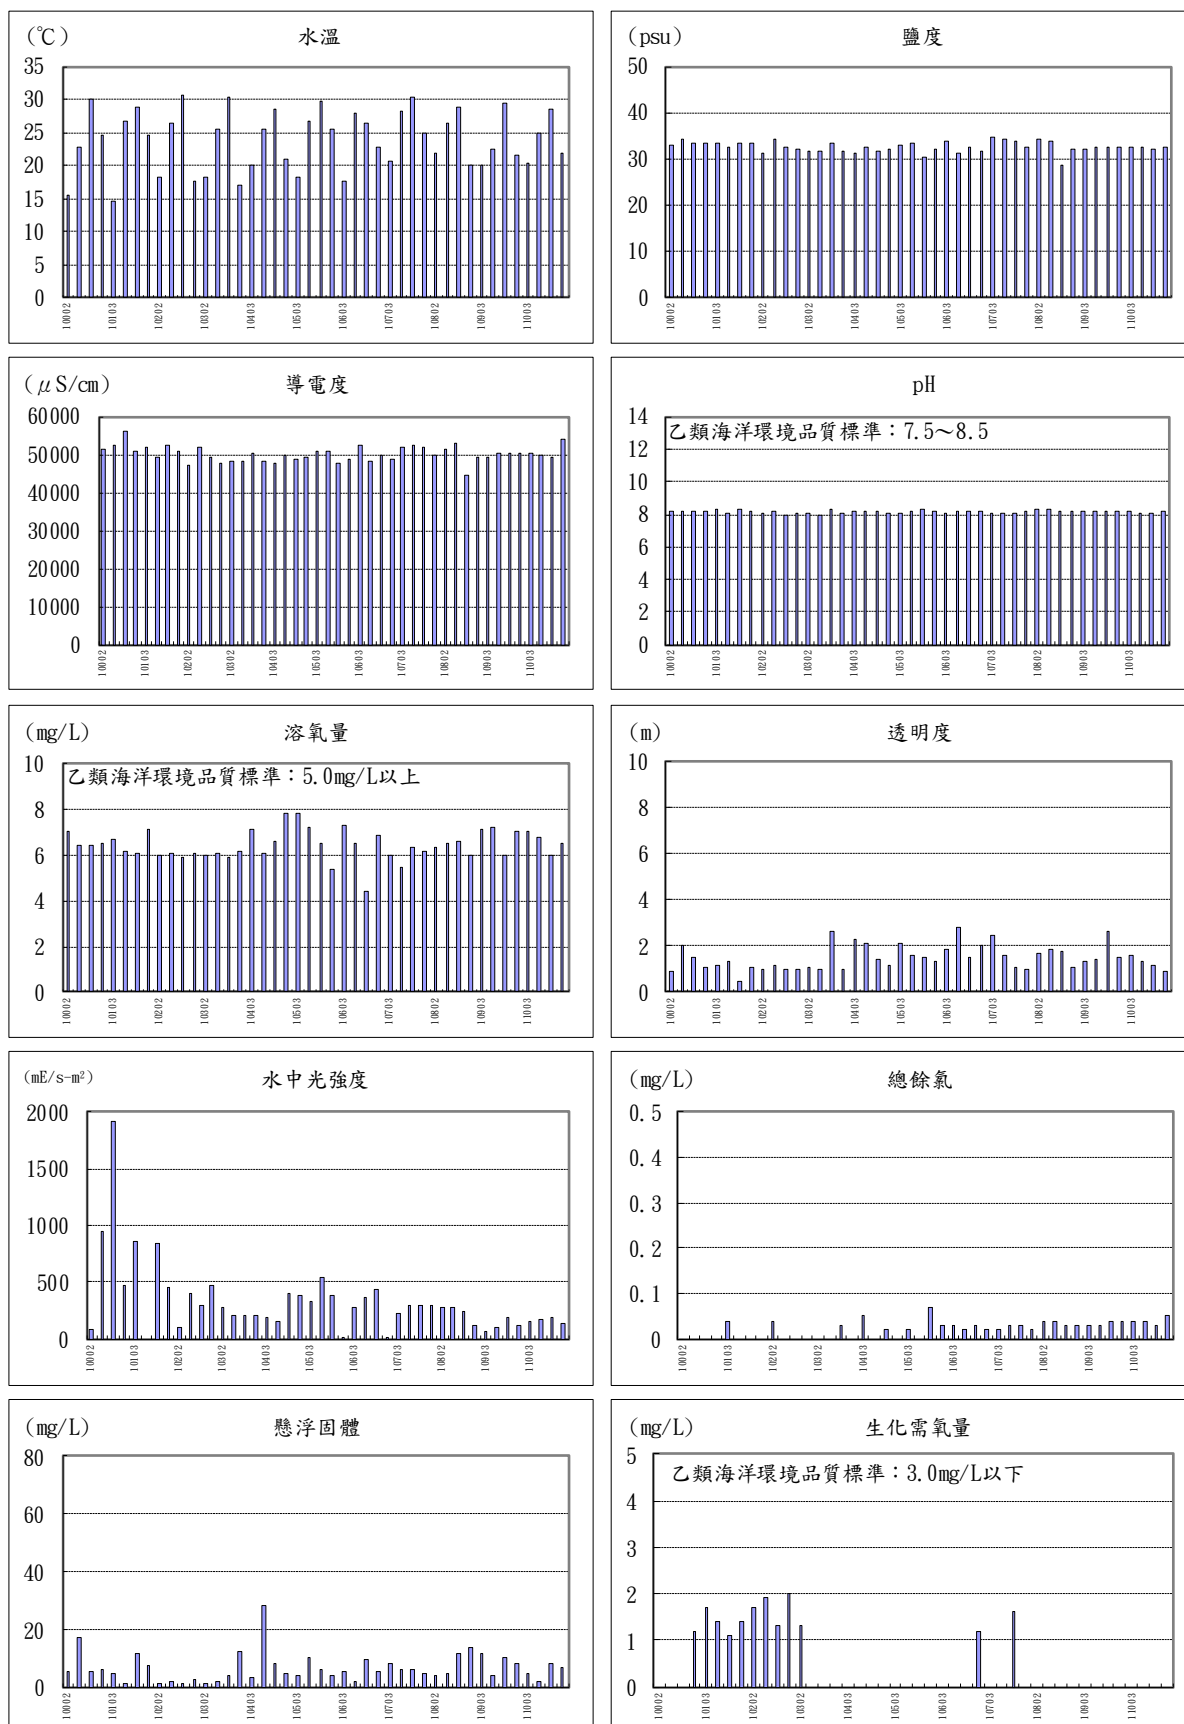 (℃) 水溫
35
30
25
20
15
10
5
0
10002 10103 10202 10302 10403 10503 10603 10703 10802 10903 11003
(psu) 鹽度
50
40
30
20
10
0
10002 10103 10202 10302 10403 10503 10603 10703 10802 10903 11003
(μS/cm) 導電度
60000
50000
40000
30000
20000
10000
0
10002 10103 10202 10302 10403 10503 10603 10703 10802 10903 11003
pH
乙類海洋環境品質標準：7.5～8.5
14
12
10
8
6
4
2
0
10002 10103 10202 10302 10403 10503 10603 10703 10802 10903 11003
(mg/L) 溶氧量
乙類海洋環境品質標準：5.0mg/L以上
10
8
6
4
2
0
10002 10103 10202 10302 10403 10503 10603 10703 10802 10903 11003
(m) 透明度
10
8
6
4
2
0
10002 10103 10202 10302 10403 10503 10603 10703 10802 10903 11003
(mE/s-m²) 水中光強度
2000
1500
1000
500
0
10002 10103 10202 10302 10403 10503 10603 10703 10802 10903 11003
(mg/L) 總餘氯
0.5
0.4
0.3
0.2
0.1
0
10002 10103 10202 10302 10403 10503 10603 10703 10802 10903 11003
(mg/L) 懸浮固體
80
60
40
20
0
10002 10103 10202 10302 10403 10503 10603 10703 10802 10903 11003
(mg/L) 生化需氧量
乙類海洋環境品質標準：3.0mg/L以下
5
4
3
2
1
0
10002 10103 10202 10302 10403 10503 10603 10703 10802 10903 11003